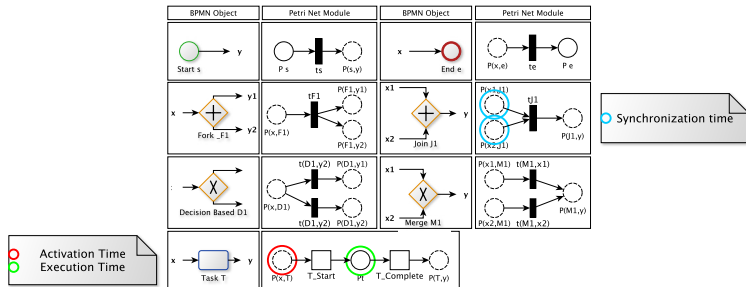 BPMN Object Petri Net Module BPMN Object Petri Net Module
y x
Start s P s ts P(s,y) End e P(x,e) te P e
x y1 y2 Fork _F1
P(x,F1) tF1 P(F1,y1) P(F1,y2)
x1 x2 y Join J1
P(x1,J1) P(x2,J1) tJ1 P(J1,y)
Synchronization time
Decision Based D1
P(x,D1) t(D1,y2) P(D1,y1) t(D1,y2) P(D1,y2)
x1 x2 X y Merge M1
P(x1,M1) P(x2,M1) t(M1,x1) t(M1,x2) P(M1,y)
Activation Time
Execution Time
x y Task T
P(x,T) T_Start Pt T_Complete P(T,y)